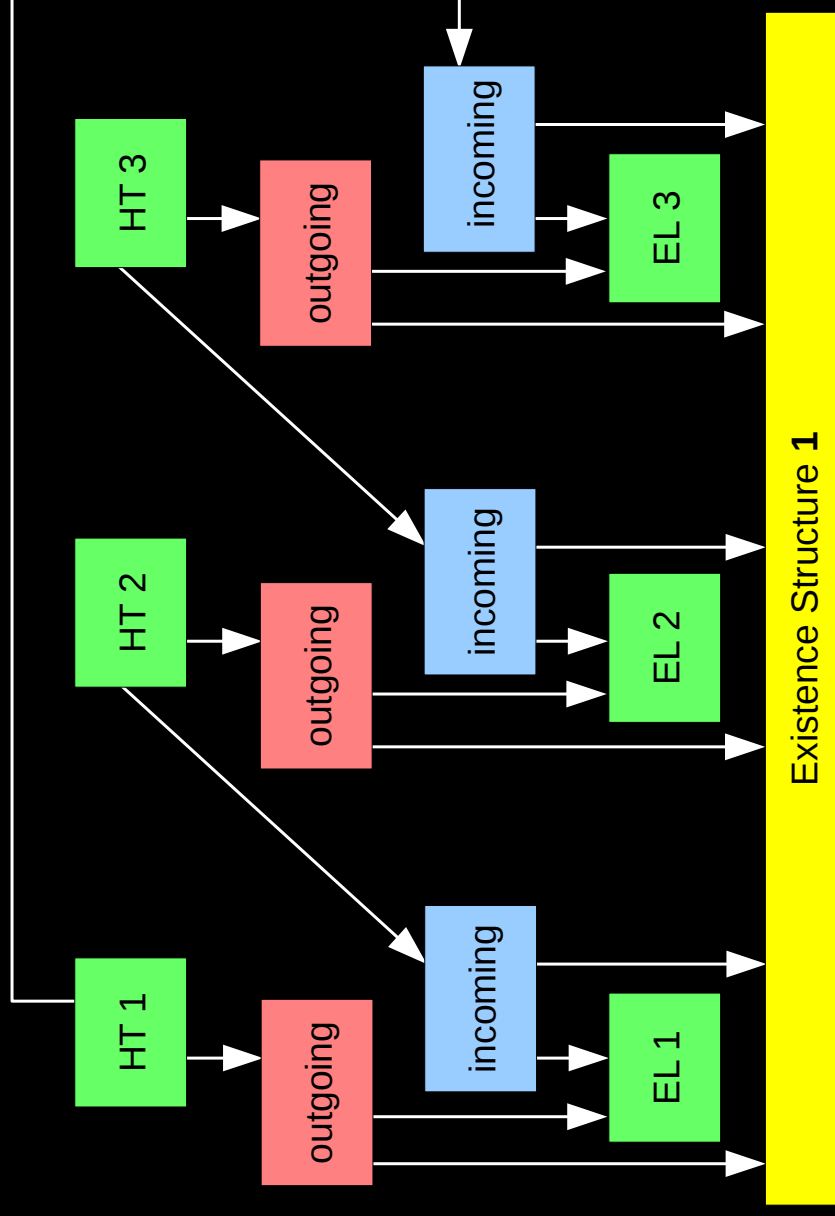 HT 1
HT 2
HT 3
outgoing
outgoing
outgoing
incoming
incoming
incoming
EL 1
EL 2
EL 3
Existence Structure 1